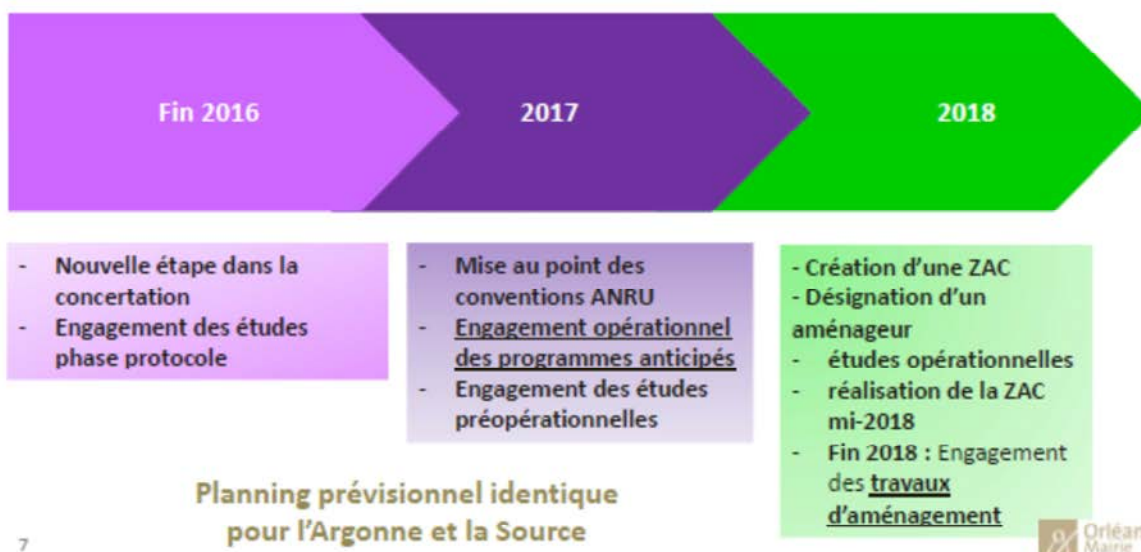 Fin 2016
2017
2018
- Nouvelle étape dans la
concertation
- Engagement des études
phase protocole
- Mise au point des
conventions ANRU
- Engagement opérationnel
des programmes anticipés
- Engagement des études
préopérationnelles
- Création d'une ZAC
- Désignation d'un
aménageur
- études opérationnelles
- réalisation de la ZAC
mi-2018
- Fin 2018 : Engagement
des travaux
d'aménagement
Planning prévisionnel identique
pour l'Argonne et la Source
7
Orléan
Mairie